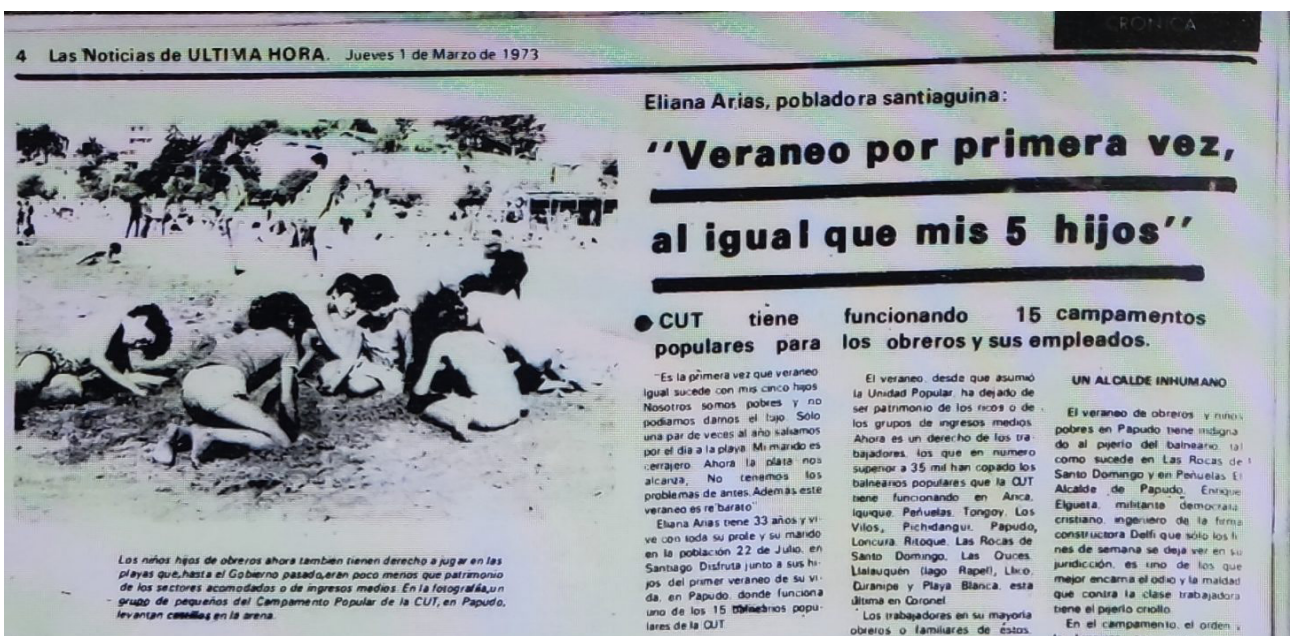 CRONICA
4 Las Noticias de ULTIMA HORA. Jueves 1 de Marzo de 1973
Eliana Arias, pobladora santiaguina:
"Veraneo por primera vez,
al igual que mis 5 hijos"
● CUT tiene funcionando 15 campamentos
populares para los obreros y sus empleados.
"Es la primera vez que veraneo
Igual sucede con mis cinco hijos
Nosotros somos pobres y no
podiamos darnos el lujo. Sólo
una par de veces al año salíamos
por el dia a la playa. Mi marido es
cerrajero. Ahora la plata nos
alcanza, No tenemos los
problemas de antes. Además este
veraneo es re barato"
Eliana Arias tiene 33 años y vi-
ve con toda su prole y su marido
en la población 22 de Julio, en
Santiago. Disfruta junto a sus hi-
jos del primer veraneo de su vi-
da, en Papudo, donde funciona
uno de los 15 balnearios popu-
lares de la CUT
El veraneo, desde que asumió
la Unidad Popular, ha dejado de
ser patrimonio de los ricos o de
los grupos de ingresos medios.
Ahora es un derecho de los tra-
bajadores, los que en numero
superior a 35 mil han copado los
balnearios populares que la CUT
tiene funcionando en Arica,
Iquique, Peñuelas, Tongoy, Los
Vilos, Pichidangui, Papudo,
Loncura, Ritoque, Las Rocas de
Santo Domingo, Las Cruces,
Llallauquén (lago Rapel), Llico,
Curanipe y Playa Blanca, esta
última en Coronel.
Los trabajadores en su mayoría
obreros o familiares de éstos,
UN ALCALDE INHUMANO
El veraneo de obreros y niños
pobres en Papudo tiene indigna
do al pijerío del balneario, tal
como sucede en Las Rocas de
Santo Domingo y en Peñuelas. El
Alcalde de Papudo, Enrique
Elgueta, militante democrata
cristiano, ingeniero de la firma
constructora Delfi que sólo los fi
nes de semana se deja ver en su
juridicción, es uno de los que
mejor encarna el odio y la maldad
que contra la clase trabajadora
tiene el pijerío criollo.
En el campamento, el orden
Los niños hijos de obreros ahora también tienen derecho a jugar en las
playas que, hasta el Gobierno pasado, eran poco menos que patrimonio
de los sectores acomodados o de ingresos medios. En la fotografía, un
grupo de pequeños del Campamento Popular de la CUT, en Papudo,
levantan castillos en la arena.